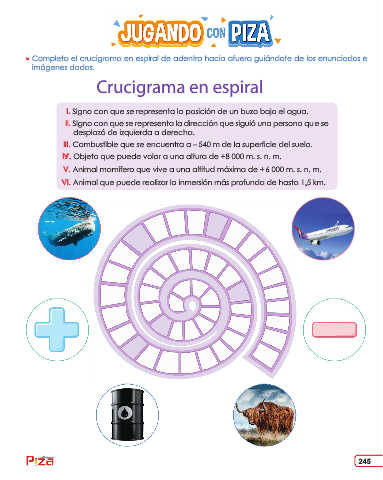 JUGANDO CON PIZA
» Completo el crucigrama en espiral de adentro hacia afuera guiándote de los enunciados e
imágenes dados.
Crucigrama en espiral
I. Signo con que se representa la posición de un buzo bajo el agua.
II. Signo con que se representa la dirección que siguió una persona que se
desplazó de izquierda a derecha.
III. Combustible que se encuentra a – 540 m de la superficie del suelo.
IV. Objeto que puede volar a una altura de +8 000 m. s. n. m.
V. Animal mamífero que vive a una altitud máxima de + 6 000 m. s. n. m.
VI. Animal que puede realizar la inmersión más profunda de hasta 1,5 km.
PIZA
245